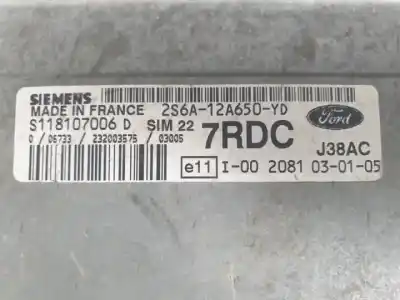 SIEMENS
MADE IN FRANCE 2S6A-12A650-YD
S118107006 D SIM 22 7RDC Ford
0 / 06733 / 232003575 / 03005 J38AC
e11 I-00 2081 03-01-05